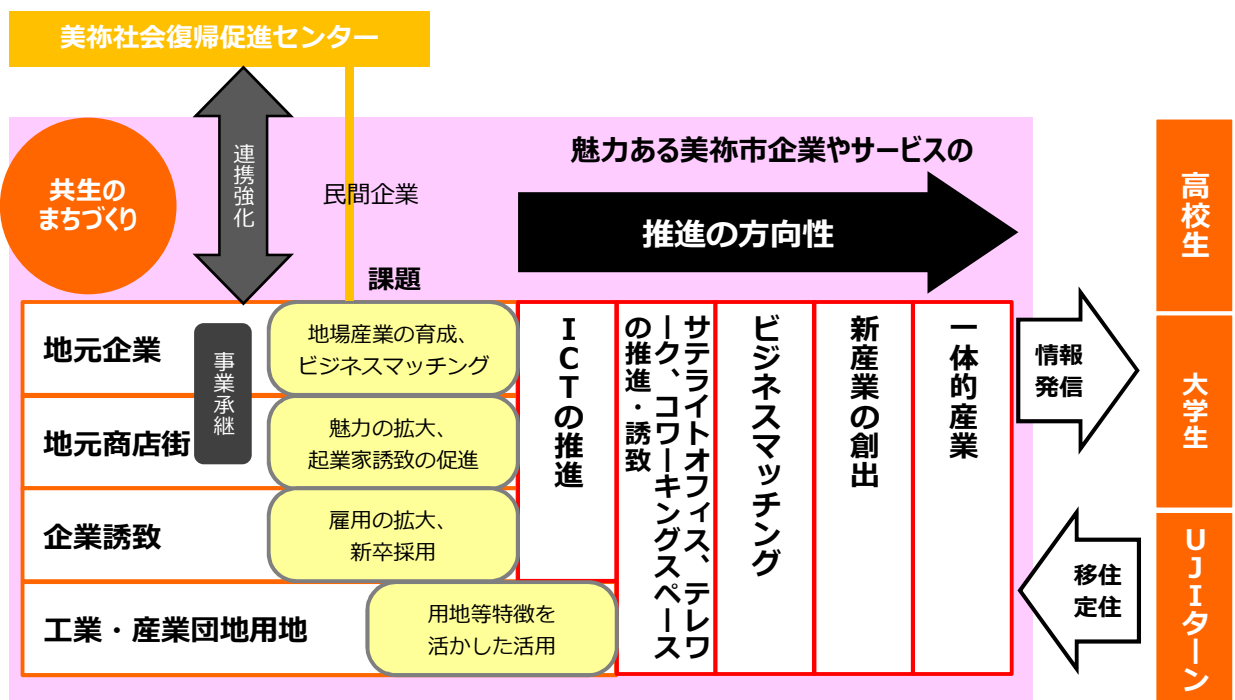 美祢社会復帰促進センター
共生の
まちづくり
連携強化
民間企業
魅力ある美祢市企業やサービスの
推進の方向性
課題
地元企業
事業承継
地場産業の育成、
ビジネスマッチング
地元商店街
魅力の拡大、
起業家誘致の促進
企業誘致
雇用の拡大、
新卒採用
工業・産業団地用地
用地等特徴を
活かした活用
ICTの推進
サテライトオフィス、テレワ
ーク、コワーキングスペース
の推進・誘致
ビジネスマッチング
新産業の創出
一体的産業
情報
発信
移住
定住
高校生
大学生
UJIターン